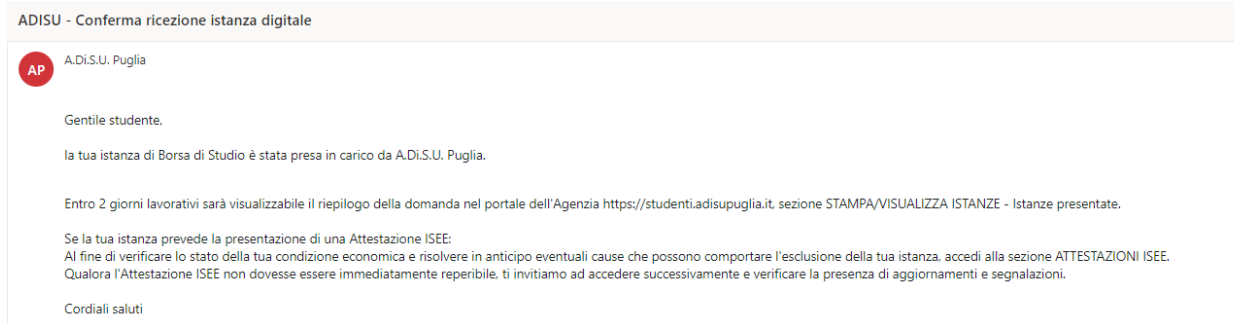 ADISU - Conferma ricezione istanza digitale
AP
A.Di.S.U. Puglia
Gentile studente,
la tua istanza di Borsa di Studio è stata presa in carico da A.Di.S.U. Puglia.
Entro 2 giorni lavorativi sarà visualizzabile il riepilogo della domanda nel portale dell'Agenzia https://studenti.adisupuglia.it, sezione STAMPA/VISUALIZZA ISTANZE - Istanze presentate.
Se la tua istanza prevede la presentazione di una Attestazione ISEE:
Al fine di verificare lo stato della tua condizione economica e risolvere in anticipo eventuali cause che possono comportare l'esclusione della tua istanza, accedi alla sezione ATTESTAZIONI ISEE.
Qualora l'Attestazione ISEE non dovesse essere immediatamente reperibile, ti invitiamo ad accedere successivamente e verificare la presenza di aggiornamenti e segnalazioni.
Cordiali saluti